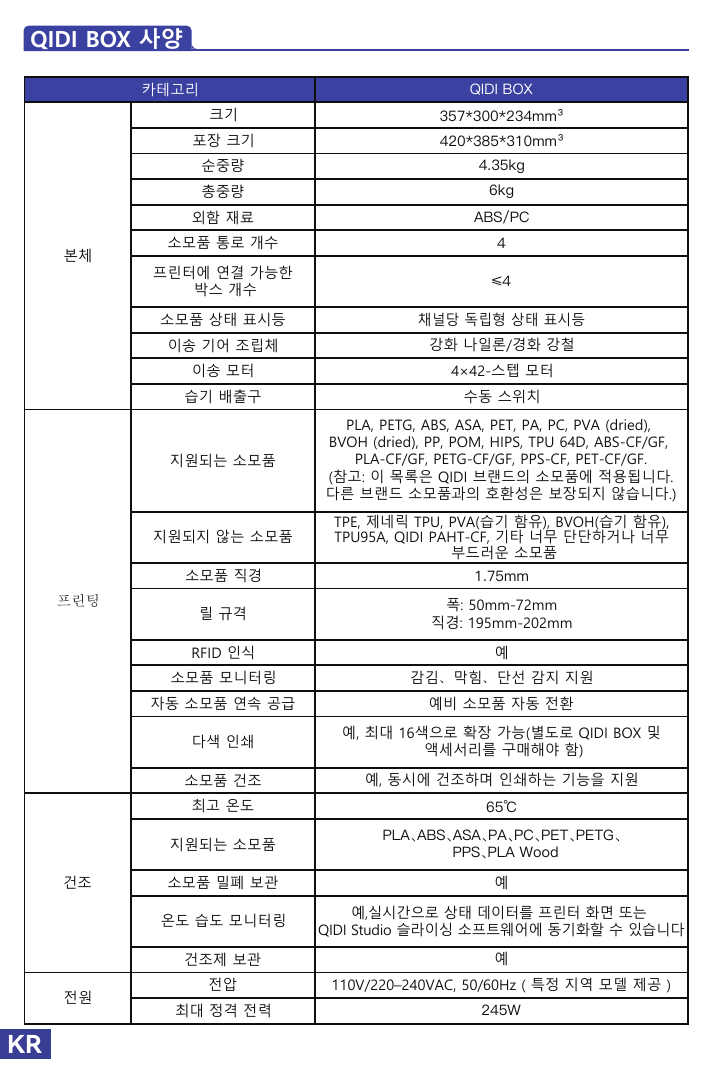 QIDI BOX 사양
카테고리 QIDI BOX
본체
크기 357*300*234mm³
포장 크기 420*385*310mm³
순중량 4.35kg
총중량 6kg
외함 재료 ABS/PC
소모품 통로 개수 4
프린터에 연결 가능한
박스 개수
≤4
소모품 상태 표시등 채널당 독립형 상태 표시등
이송 기어 조립체 강화 나일론/경화 강철
이송 모터 4×42-스텝 모터
습기 배출구 수동 스위치
프린팅
지원되는 소모품
PLA, PETG, ABS, ASA, PET, PA, PC, PVA (dried),
BVOH (dried), PP, POM, HIPS, TPU 64D, ABS-CF/GF,
PLA-CF/GF, PETG-CF/GF, PPS-CF, PET-CF/GF.
(참고: 이 목록은 QIDI 브랜드의 소모품에 적용됩니다.
다른 브랜드 소모품과의 호환성은 보장되지 않습니다.)
지원되지 않는 소모품
TPE, 제네릭 TPU, PVA(습기 함유), BVOH(습기 함유),
TPU95A, QIDI PAHT-CF, 기타 너무 단단하거나 너무
부드러운 소모품
소모품 직경 1.75mm
릴 규격
폭: 50mm-72mm
직경: 195mm-202mm
RFID 인식 예
소모품 모니터링 감김、막힘、단선 감지 지원
자동 소모품 연속 공급 예비 소모품 자동 전환
다색 인쇄
예, 최대 16색으로 확장 가능(별도로 QIDI BOX 및
액세서리를 구매해야 함)
소모품 건조 예, 동시에 건조하며 인쇄하는 기능을 지원
건조
최고 온도 65℃
지원되는 소모품
PLA、ABS、ASA、PA、PC、PET、PETG、
PPS、PLA Wood
소모품 밀폐 보관 예
온도 습도 모니터링
예,실시간으로 상태 데이터를 프린터 화면 또는
QIDI Studio 슬라이싱 소프트웨어에 동기화할 수 있습니다
건조제 보관 예
전원
전압 110V/220–240VAC, 50/60Hz ( 특정 지역 모델 제공 )
최대 정격 전력 245W
KR